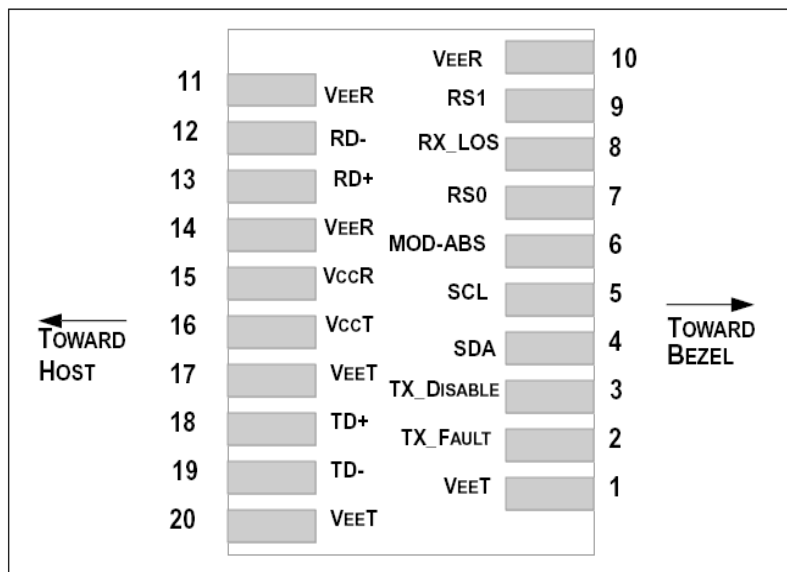 11 VEER
12 RD-
13 RD+
14 VEER
15 VCCR
16 VCCT
17 VEET
18 TD+
19 TD-
20 VEET
VEER 10
RS1 9
RX_LOS 8
RS0 7
MOD-ABS 6
SCL 5
SDA 4
TX_DISABLE 3
TX_FAULT 2
VEET 1
TOWARD
HOST
TOWARD
BEZEL